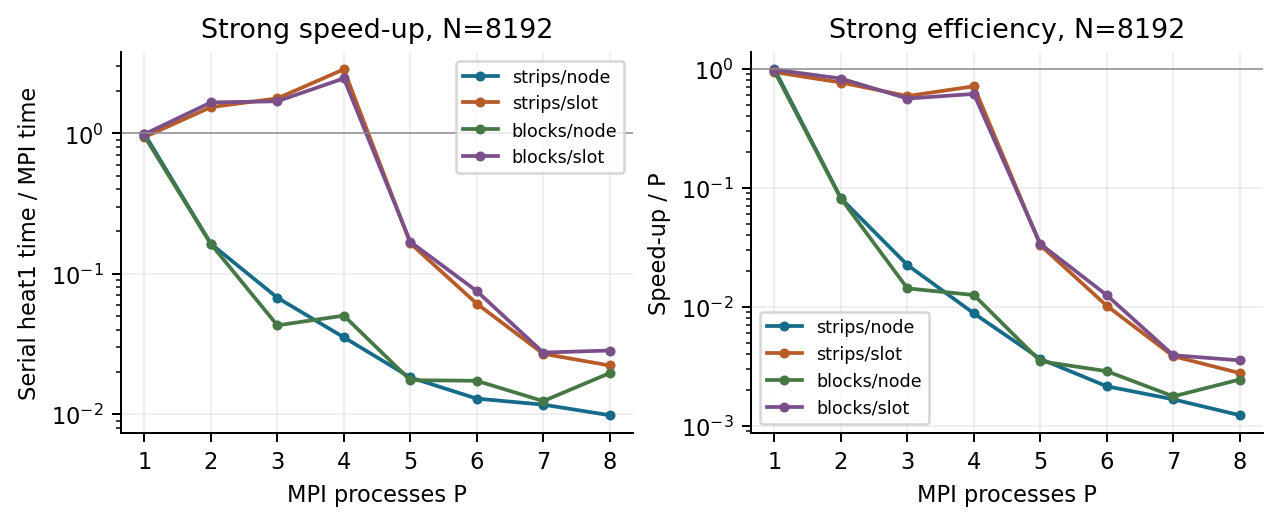 Strong speed-up, N=8192
Serial heat1 time / MPI time
10⁰
10⁻¹
10⁻²
strips/node
strips/slot
blocks/node
blocks/slot
1 2 3 4 5 6 7 8
MPI processes P
Strong efficiency, N=8192
Speed-up / P
10⁰
10⁻¹
10⁻²
10⁻³
strips/node
strips/slot
blocks/node
blocks/slot
1 2 3 4 5 6 7 8
MPI processes P